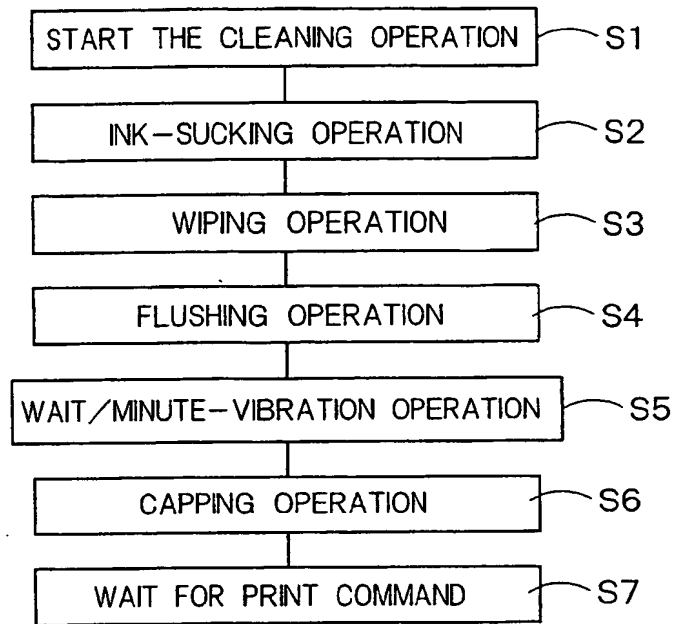 START THE CLEANING OPERATION S1
INK-SUCKING OPERATION S2
WIPING OPERATION S3
FLUSHING OPERATION S4
WAIT/MINUTE-VIBRATION OPERATION S5
CAPPING OPERATION S6
WAIT FOR PRINT COMMAND S7